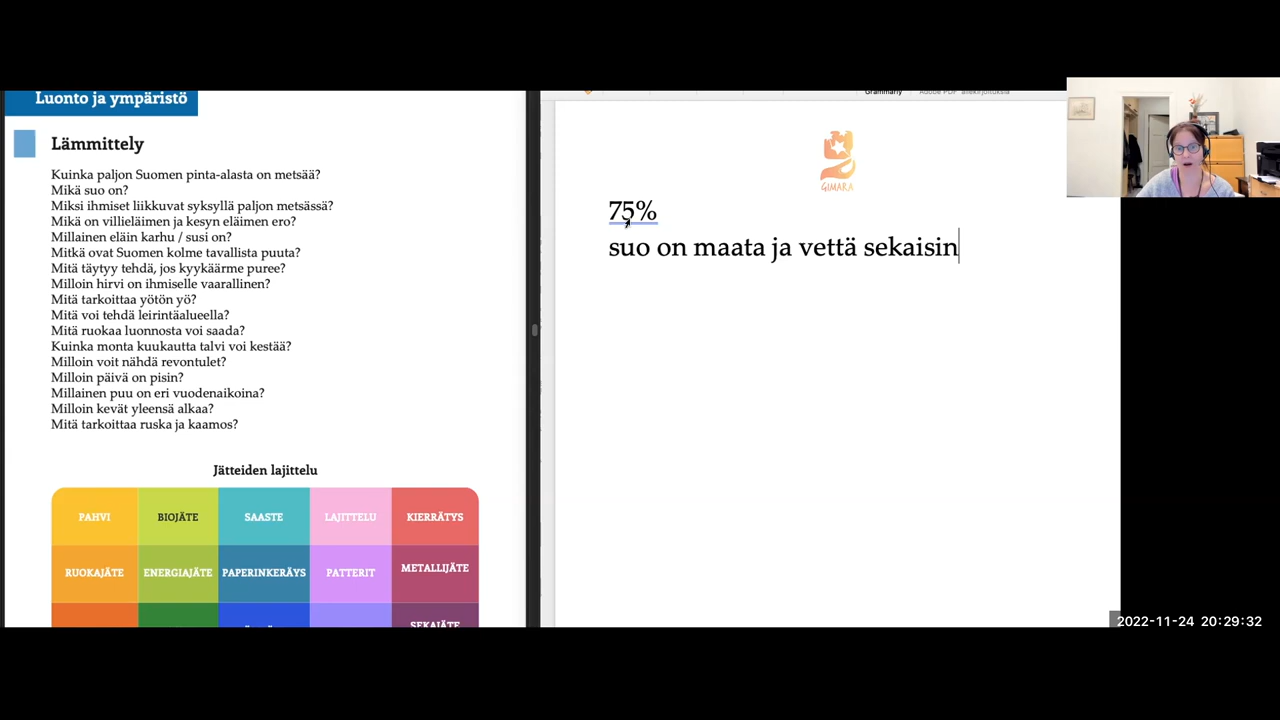 Luonto ja ympäristö
Lämmittely
Kuinka paljon Suomen pinta-alasta on metsää?
Mikä suo on?
Miksi ihmiset liikkuvat syksyllä paljon metsässä?
Mikä on villieläimen ja kesyn eläimen ero?
Millainen eläin karhu / susi on?
Mitkä ovat Suomen kolme tavallista puuta?
Mitä täytyy tehdä, jos kyykäärme puree?
Milloin hirvi on ihmiselle vaarallinen?
Mitä tarkoittaa yötön yö?
Mitä voi tehdä leirintäalueella?
Mitä ruokaa luonnosta voi saada?
Kuinka monta kuukautta talvi voi kestää?
Milloin voit nähdä revontulet?
Milloin päivä on pisin?
Millainen puu on eri vuodenaikoina?
Milloin kevät yleensä alkaa?
Mitä tarkoittaa ruska ja kaamos?
Jätteiden lajittelu
PAHVI BIOJÄTE SAASTE LAJITTELU KIERRÄTYS
RUOKAJÄTE ENERGIAJÄTE PAPERINKERÄYS PATTERIT METALLIJÄTE
SEKAJÄTE
Grammarly
GIMARA
75%
suo on maata ja vettä sekaisin
2022-11-24 20:29:32